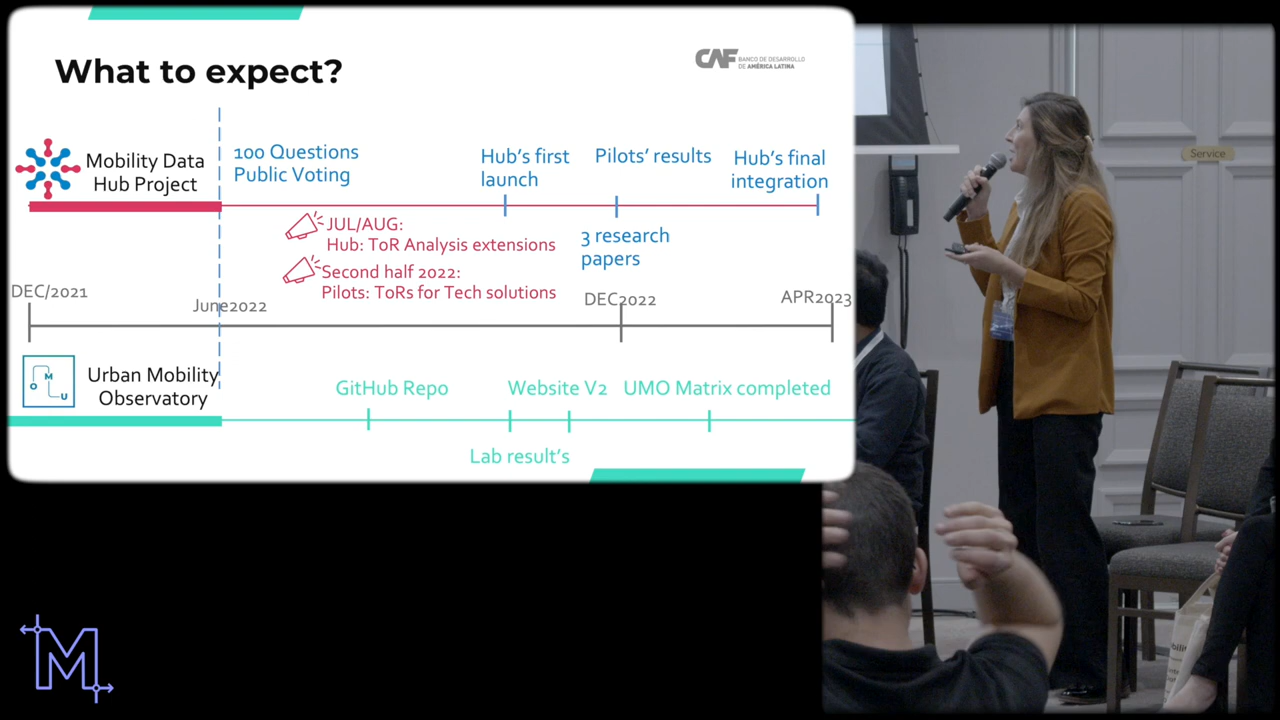 What to expect?
CAF BANCO DE DESARROLLO
DE AMÉRICA LATINA
Mobility Data
Hub Project
100 Questions
Public Voting
Hub's first
launch
Pilots' results
Hub's final
integration
JUL/AUG:
Hub: ToR Analysis extensions
3 research
papers
Second half 2022:
Pilots: ToRs for Tech solutions
DEC/2021
June2022
DEC2022
APR2023
O M U
Urban Mobility
Observatory
GitHub Repo
Website V2
UMO Matrix completed
Lab result's
M
Service